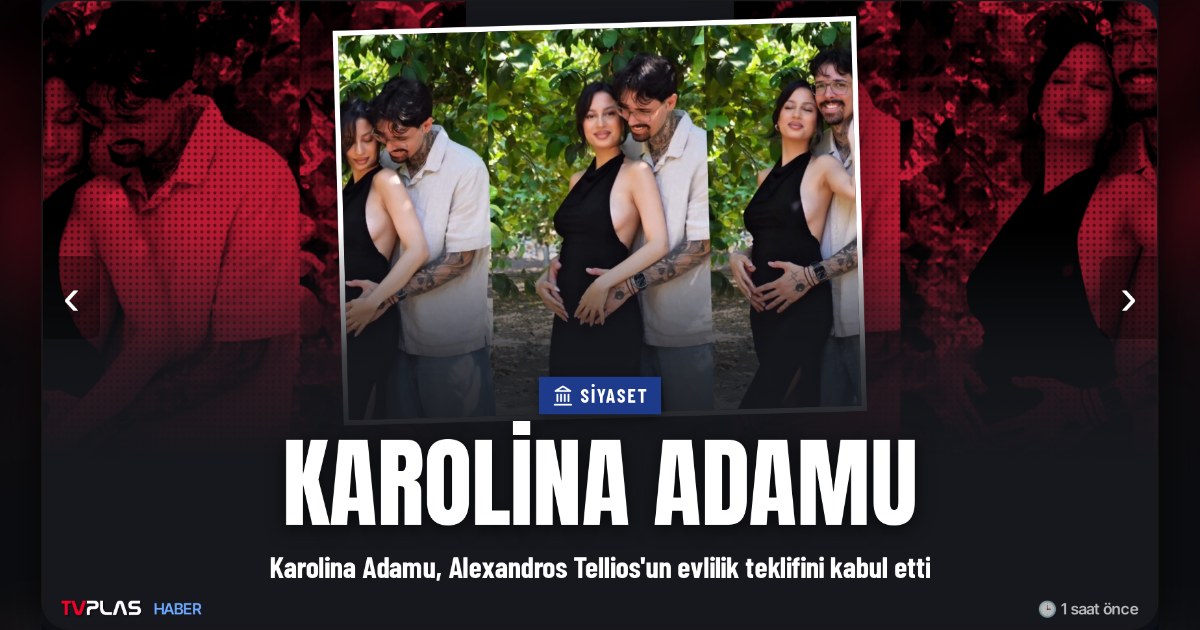 SİYASET
KAROLİNA ADAMU
Karolina Adamu, Alexandros Tellios'un evlilik teklifini kabul etti
TVPLAS HABER
1 saat önce